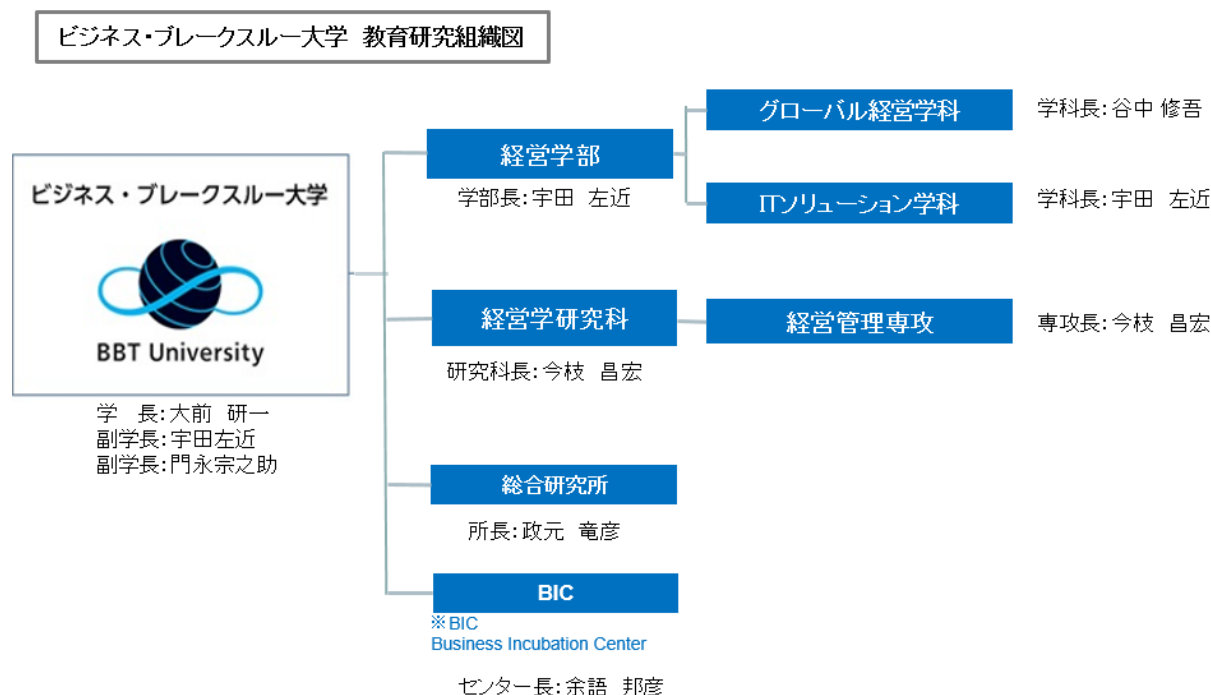 ビジネス・ブレークスルー大学 教育研究組織図
ビジネス・ブレークスルー大学
BBT University
学　長:大前　研一
副学長:宇田左近
副学長:門永宗之助
経営学部
学部長:宇田　左近
グローバル経営学科
学科長:谷中 修吾
ITソリューション学科
学科長:宇田　左近
経営学研究科
研究科長:今枝　昌宏
経営管理専攻
専攻長:今枝　昌宏
総合研究所
所長:政元　竜彦
BIC
※BIC
Business Incubation Center
センター長:余語　邦彦